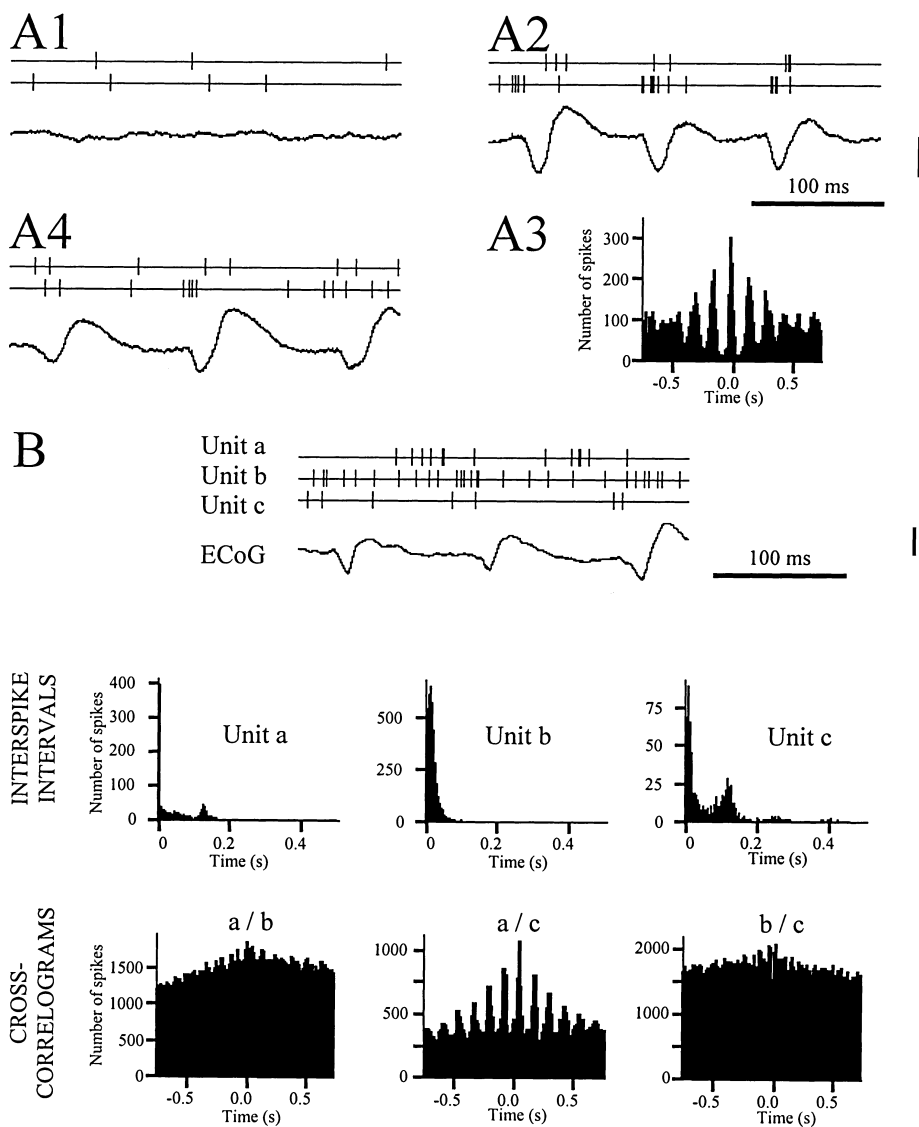 A1
A2
100 ms
A4
A3
Number of spikes
300
200
100
0
-0.5 0.0 0.5
Time (s)
B
Unit a
Unit b
Unit c
ECoG
100 ms
INTERSPIKE
INTERVALS
Number of spikes
400
300
200
100
0
Unit a
0 0.2 0.4
Time (s)
500
250
0
Unit b
0 0.2 0.4
Time (s)
75
50
25
0
Unit c
0 0.2 0.4
Time (s)
CROSS-
CORRELOGRAMS
Number of spikes
a / b
1500
1000
500
0
-0.5 0.0 0.5
Time (s)
a / c
1000
500
0
-0.5 0.0 0.5
Time (s)
b / c
2000
1000
0
-0.5 0.0 0.5
Time (s)